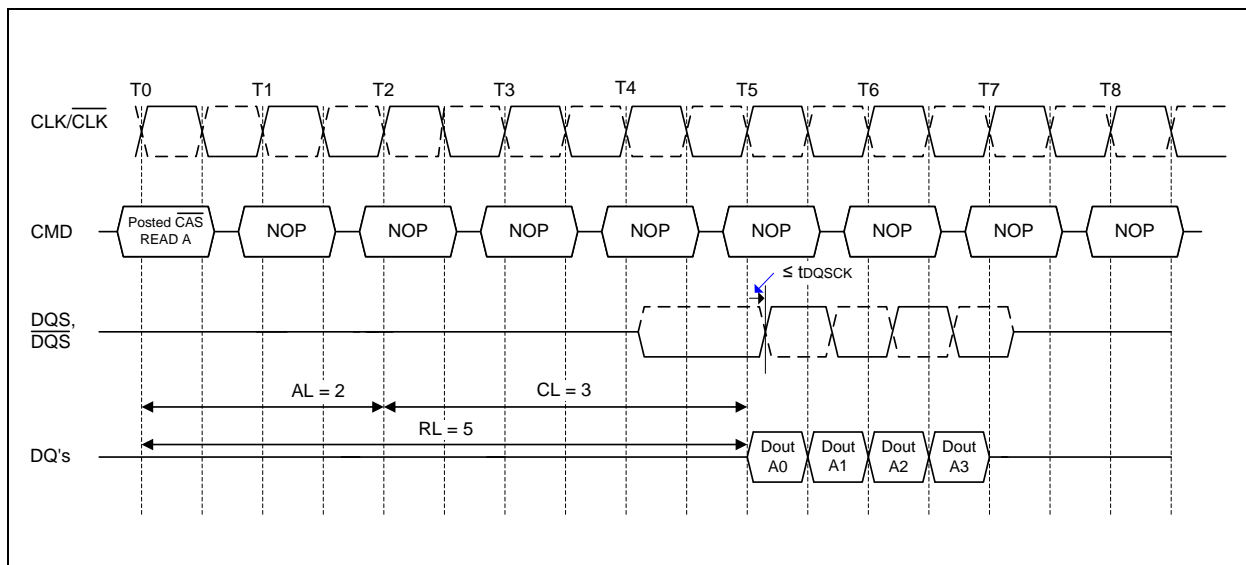 T0 T1 T2 T3 T4 T5 T6 T7 T8
CLK/CLK
CMD
Posted CAS
READ A
NOP NOP NOP NOP NOP NOP NOP NOP
≤ tDQSCK
DQS,
DQS
AL = 2
CL = 3
RL = 5
DQ's
Dout
A0
Dout
A1
Dout
A2
Dout
A3